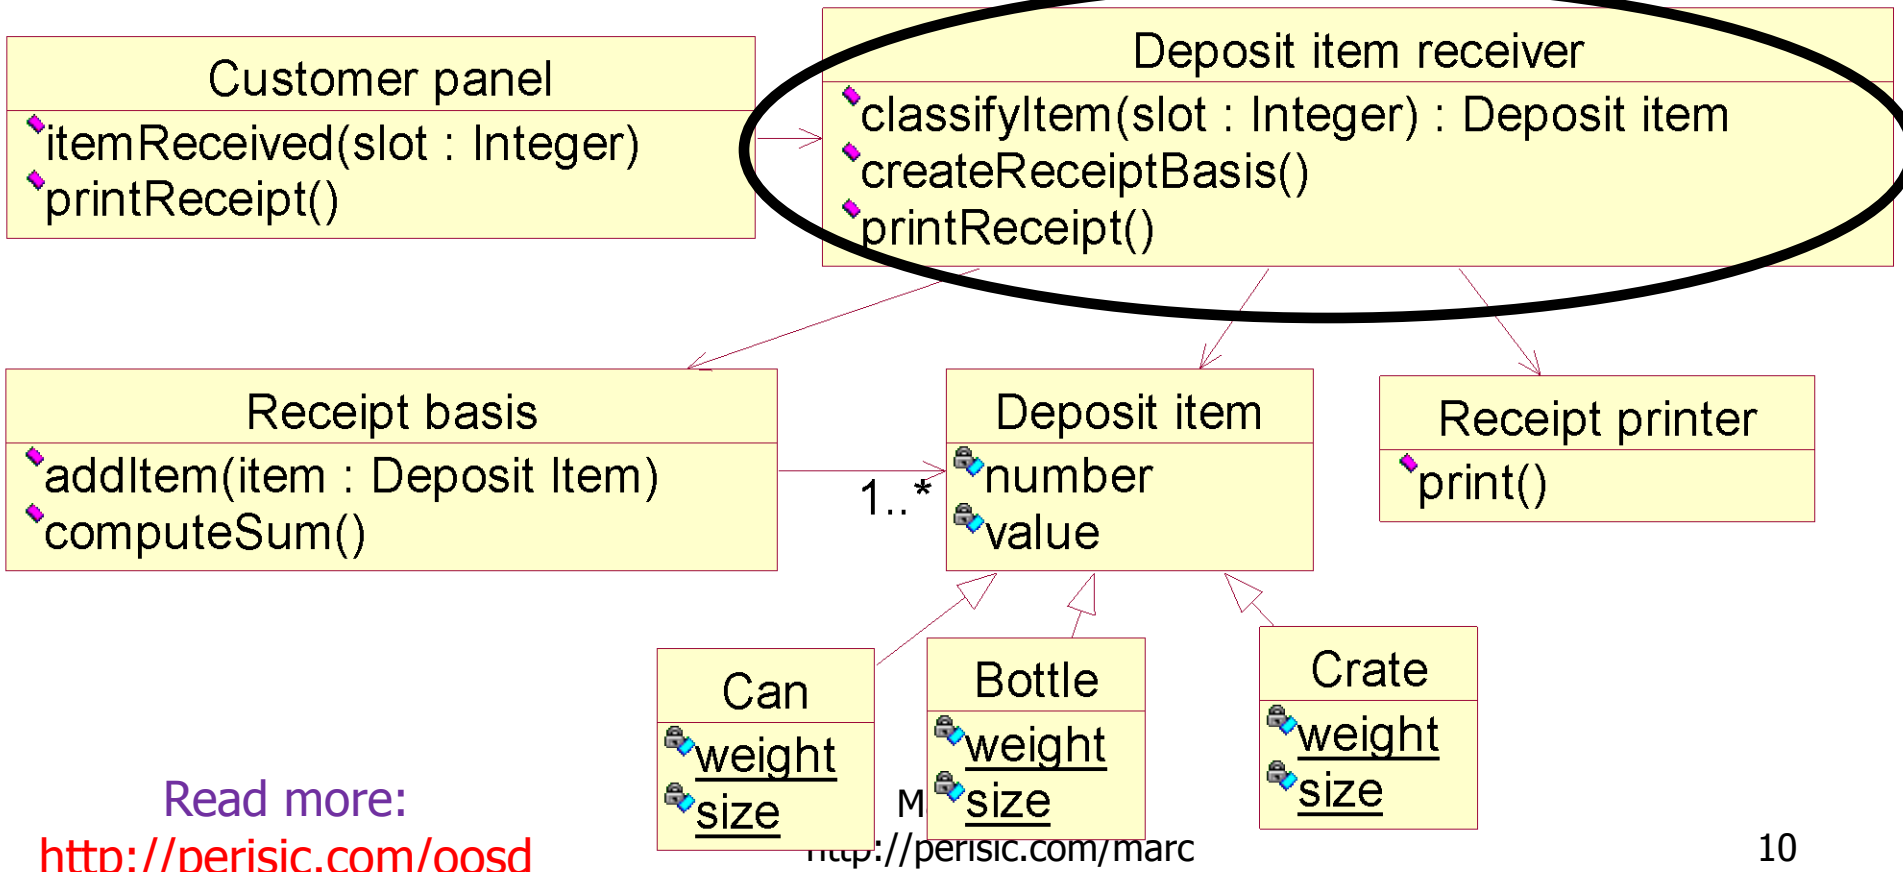 Customer panel
itemReceived(slot : Integer)
printReceipt()
Deposit item receiver
classifyItem(slot : Integer) : Deposit item
createReceiptBasis()
printReceipt()
Receipt basis
addItem(item : Deposit Item)
computeSum()
1..*
Deposit item
number
value
Receipt printer
print()
Can
weight
size
Bottle
weight
size
Crate
weight
size
Read more:
http://perisic.com/oosd
http://perisic.com/marc
10